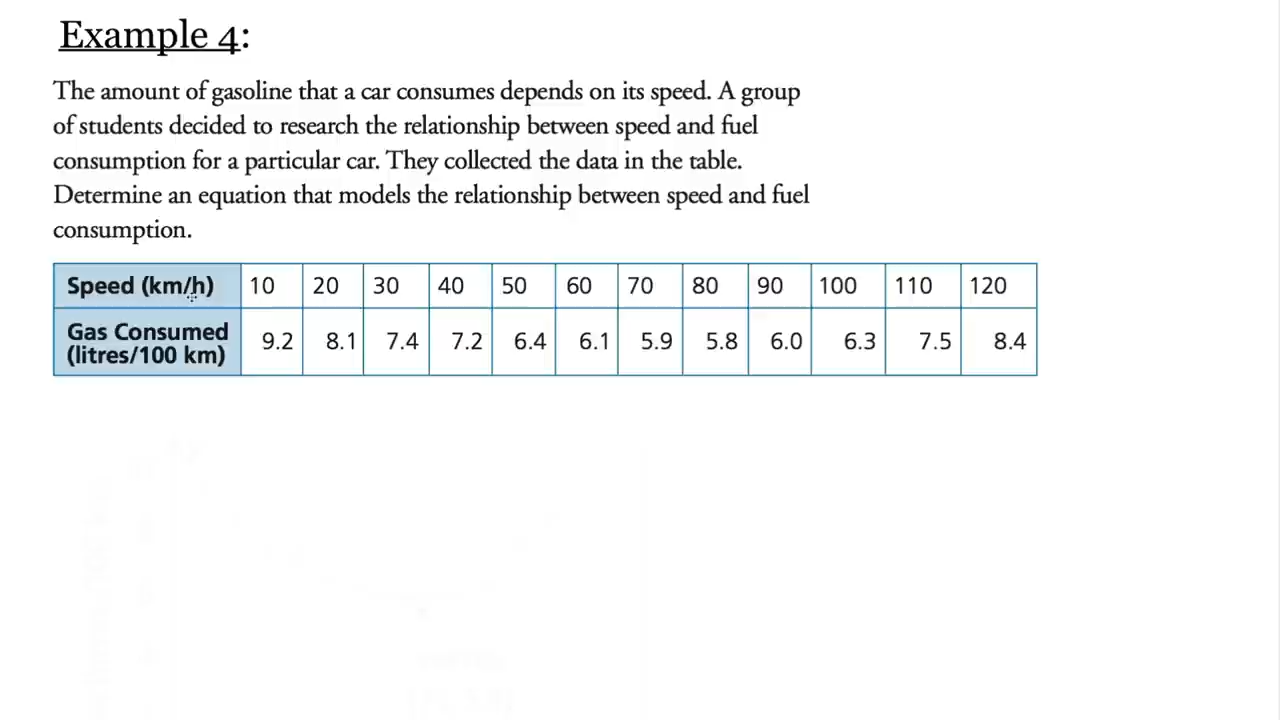 Example 4:
The amount of gasoline that a car consumes depends on its speed. A group
of students decided to research the relationship between speed and fuel
consumption for a particular car. They collected the data in the table.
Determine an equation that models the relationship between speed and fuel
consumption.
Speed (km/h) 10 20 30 40 50 60 70 80 90 100 110 120
Gas Consumed
(litres/100 km) 9.2 8.1 7.4 7.2 6.4 6.1 5.9 5.8 6.0 6.3 7.5 8.4